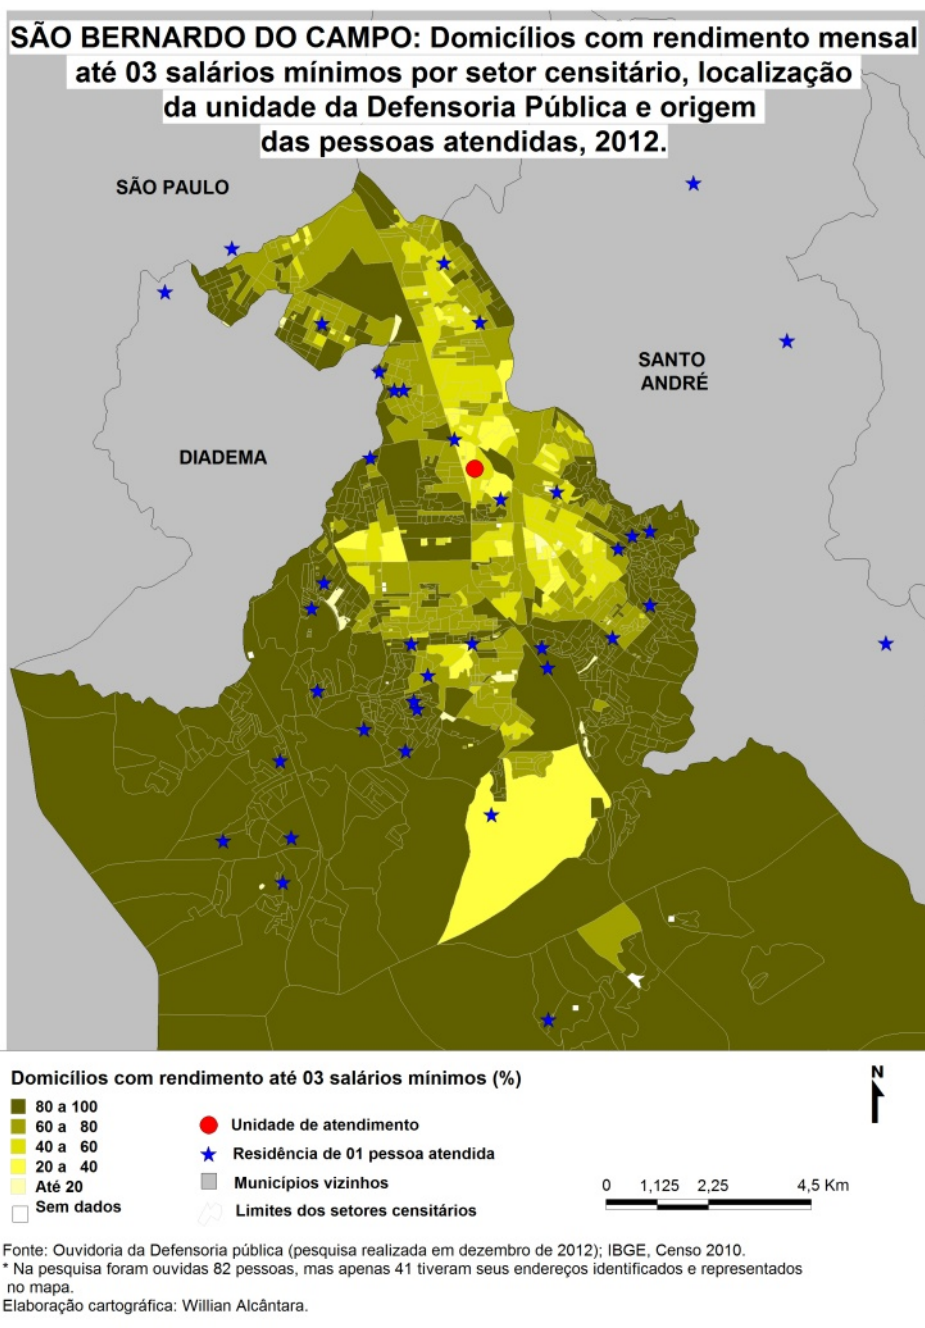 SÃO BERNARDO DO CAMPO: Domicílios com rendimento mensal
até 03 salários mínimos por setor censitário, localização
da unidade da Defensoria Pública e origem
das pessoas atendidas, 2012.
SÃO PAULO
SANTO
ANDRÉ
DIADEMA
Domicílios com rendimento até 03 salários mínimos (%)
80 a 100
60 a 80
40 a 60
20 a 40
Até 20
Sem dados
Unidade de atendimento
Residência de 01 pessoa atendida
Municípios vizinhos
Limites dos setores censitários
N
0 1,125 2,25 4,5 Km
Fonte: Ouvidoria da Defensoria pública (pesquisa realizada em dezembro de 2012); IBGE, Censo 2010.
* Na pesquisa foram ouvidas 82 pessoas, mas apenas 41 tiveram seus endereços identificados e representados
no mapa.
Elaboração cartográfica: Willian Alcântara.